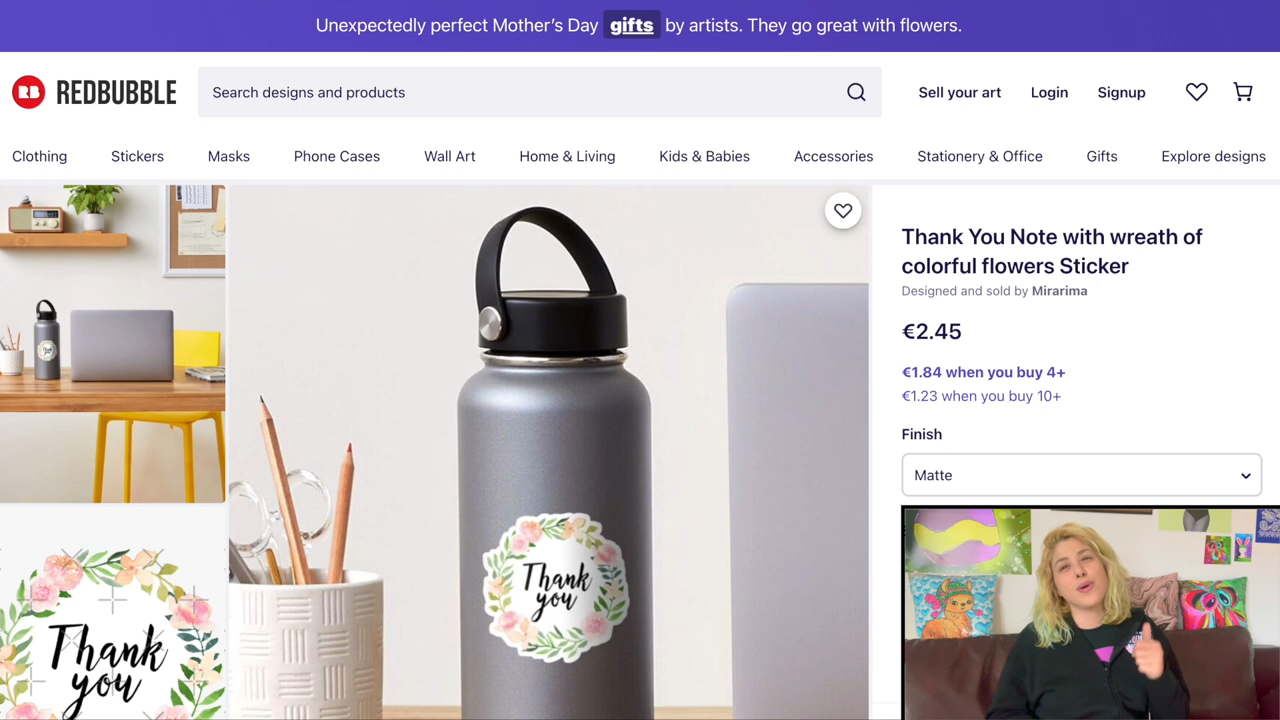 Unexpectedly perfect Mother's Day gifts by artists. They go great with flowers.
RB REDBUBBLE
Search designs and products
Sell your art
Login
Signup
Clothing
Stickers
Masks
Phone Cases
Wall Art
Home & Living
Kids & Babies
Accessories
Stationery & Office
Gifts
Explore designs
Thank You Note with wreath of
colorful flowers Sticker
Designed and sold by Mirarima
€2.45
€1.84 when you buy 4+
€1.23 when you buy 10+
Finish
Matte
Thank
you
Thank
you